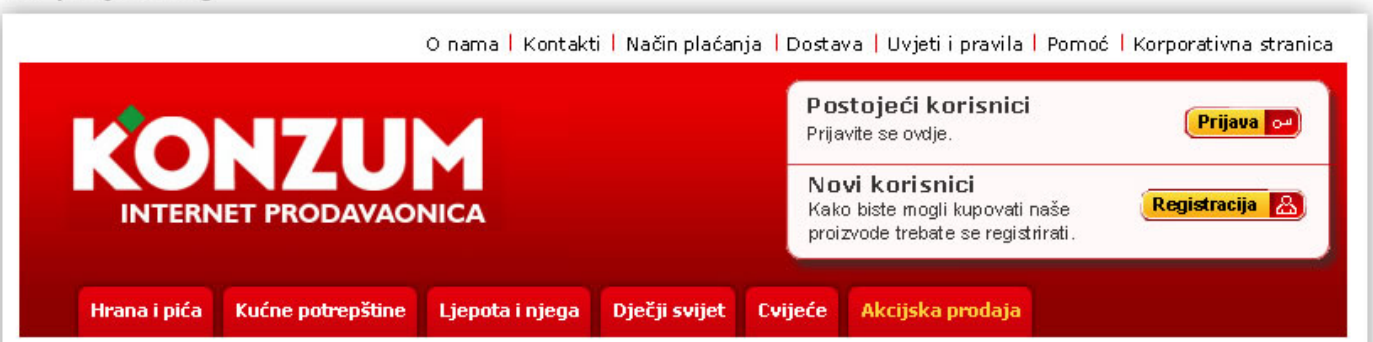 O nama | Kontakti | Način plaćanja | Dostava | Uvjeti i pravila | Pomoć | Korporativna stranica
KONZUM
INTERNET PRODAVAONICA
Postojeći korisnici
Prijavite se ovdje.
Prijava
Novi korisnici
Kako biste mogli kupovati naše
proizvode trebate se registrirati.
Registracija
Hrana i pića Kućne potrepštine Ljepota i njega Dječji svijet Cvijeće Akcijska prodaja